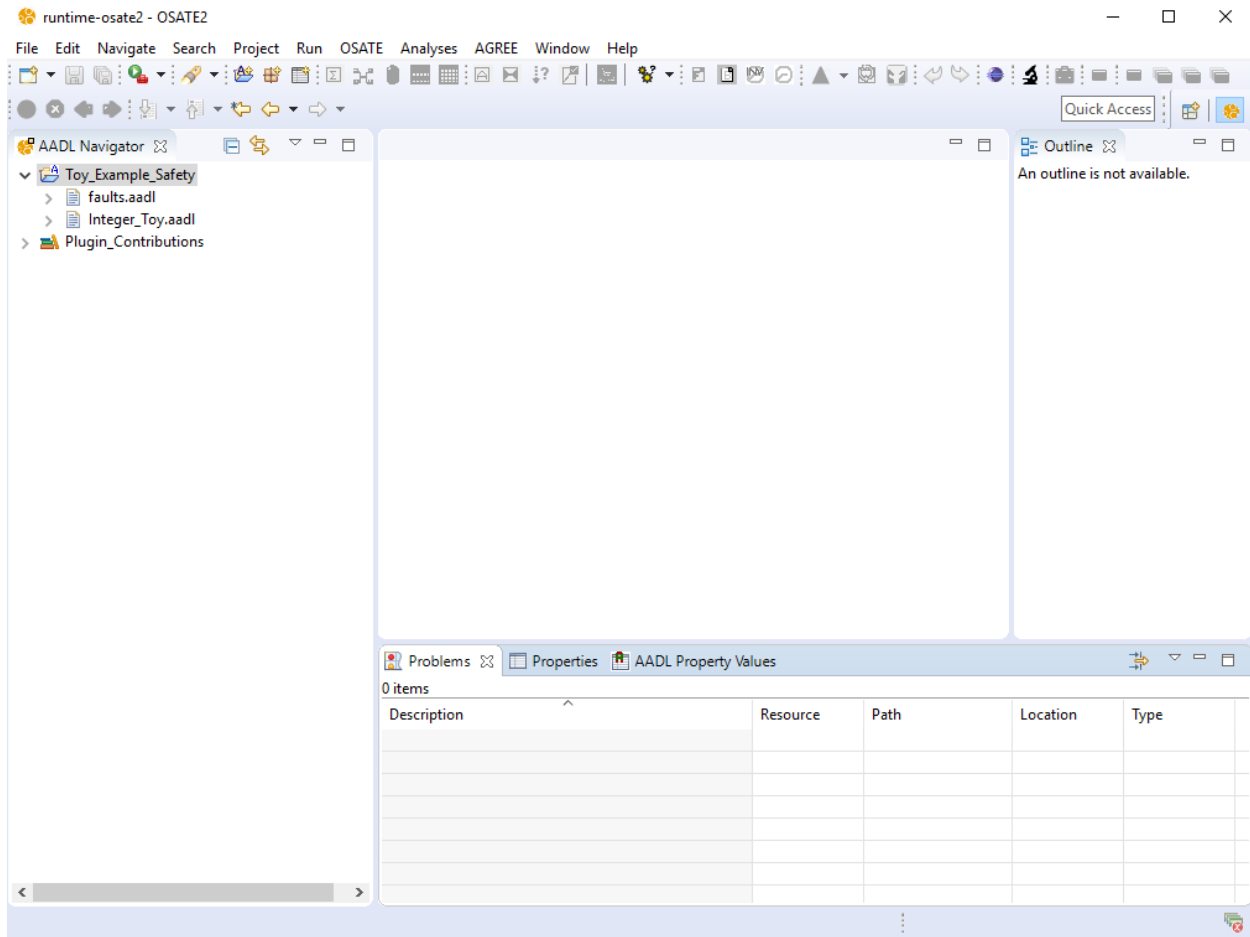 runtime-osate2 - OSATE2
File Edit Navigate Search Project Run OSATE Analyses AGREE Window Help
Quick Access
AADL Navigator
Toy_Example_Safety
faults.aadl
Integer_Toy.aadl
Plugin_Contributions
Outline
An outline is not available.
Problems Properties AADL Property Values
0 items
Description Resource Path Location Type